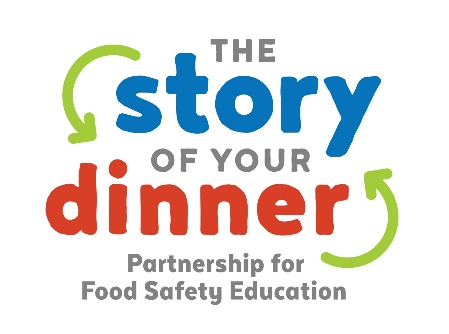 THE
story
OF YOUR
dinner
Partnership for
Food Safety Education